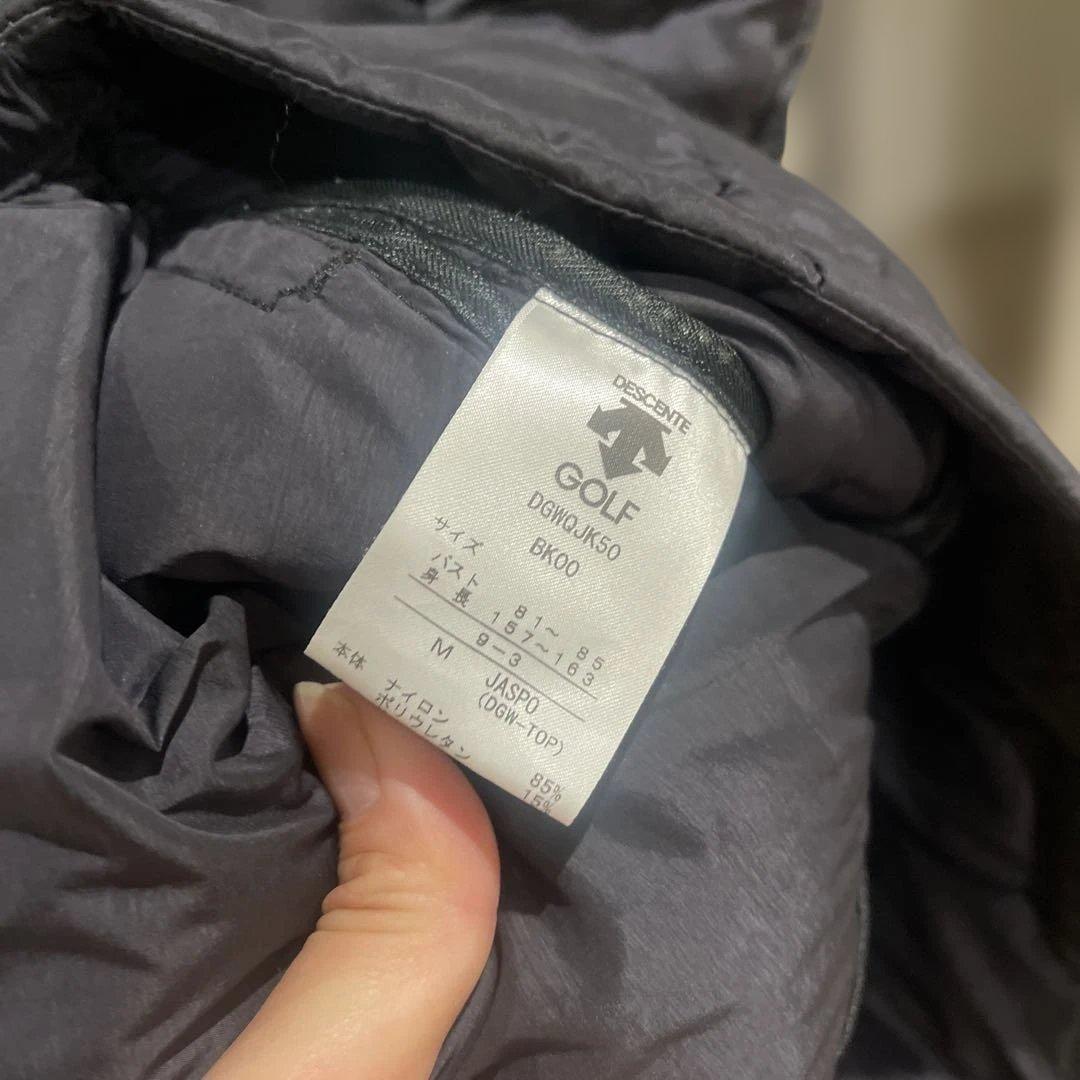 DESCENTE
GOLF
DGWQJK50
BK00
サイズ
バスト 81～85
身長 157～163
9-3
M JASPO
(DGW-TOP)
本体
ナイロン 85%
ポリウレタン 15%